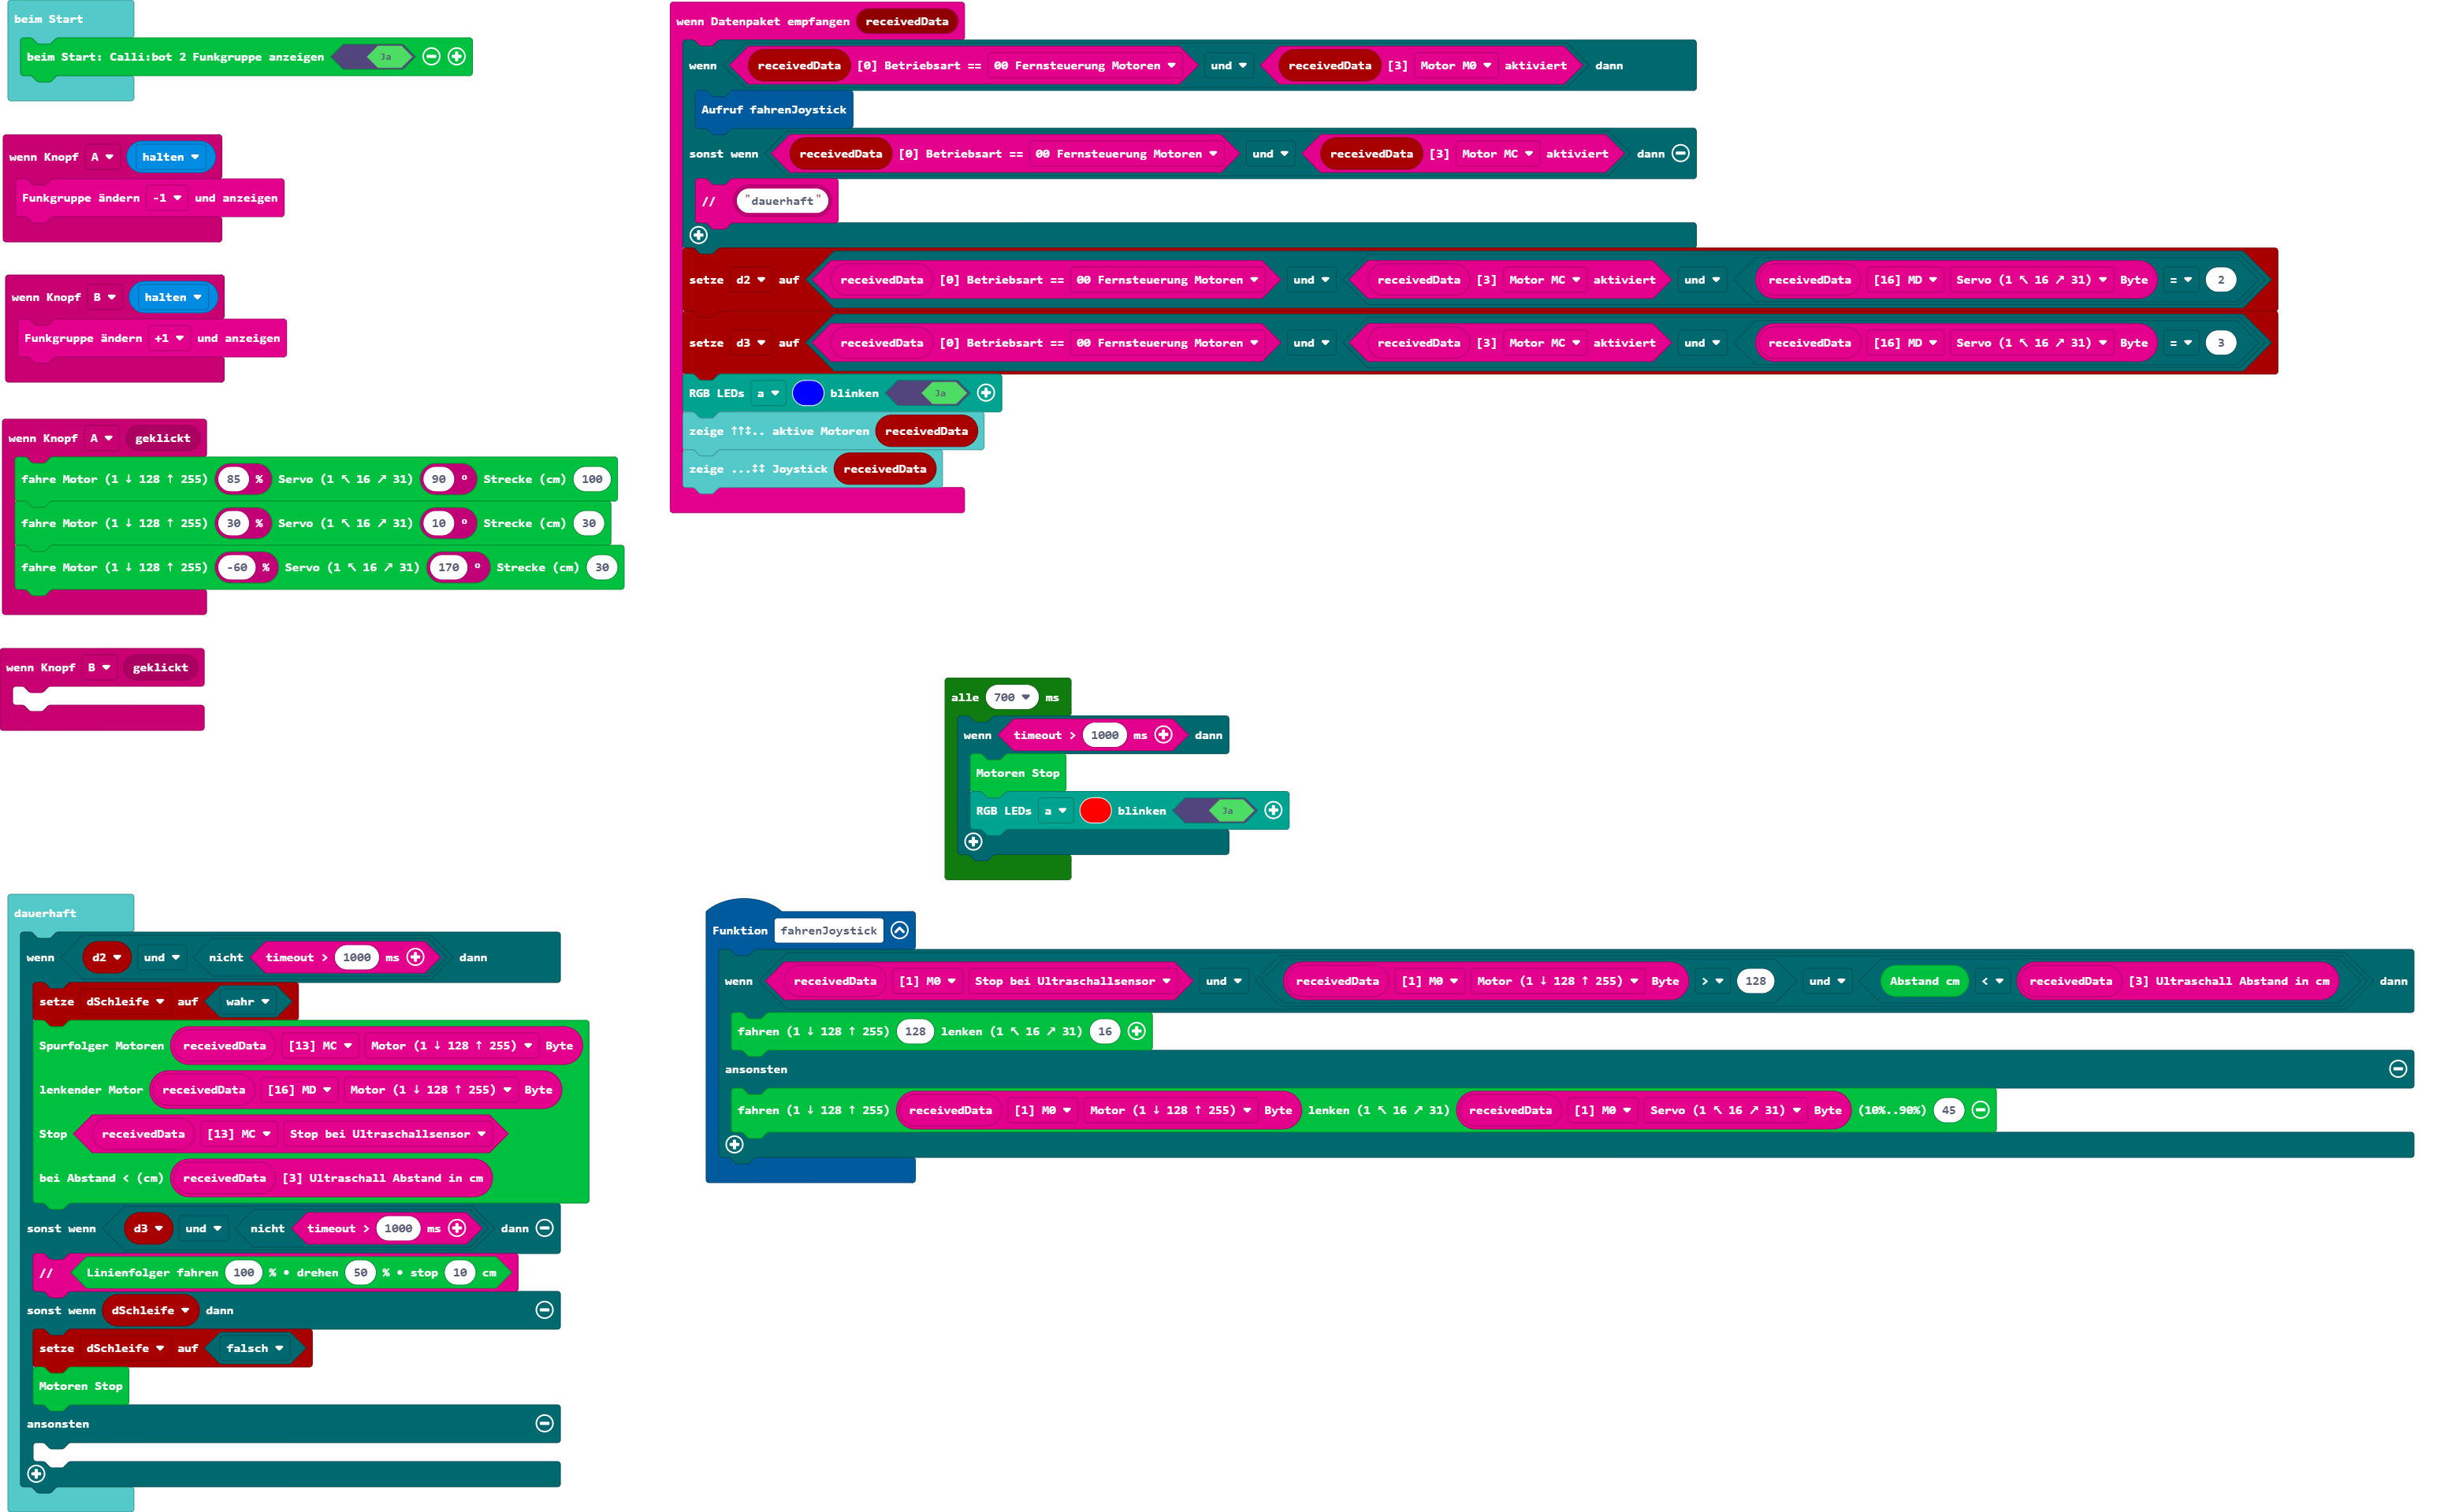 beim Start
beim Start: Calli:bot 2 Funkgruppe anzeigen Ja
wenn Knopf A halten
Funkgruppe ändern -1 und anzeigen
wenn Knopf B halten
Funkgruppe ändern +1 und anzeigen
wenn Knopf A geklickt
fahre Motor (1 ↓ 128 ↑ 255) 85 % Servo (1 ↖ 16 ↗ 31) 90 ° Strecke (cm) 100
fahre Motor (1 ↓ 128 ↑ 255) 30 % Servo (1 ↖ 16 ↗ 31) 10 ° Strecke (cm) 30
fahre Motor (1 ↓ 128 ↑ 255) -60 % Servo (1 ↖ 16 ↗ 31) 170 ° Strecke (cm) 30
wenn Knopf B geklickt
wenn Datenpaket empfangen receivedData
wenn receivedData [0] Betriebsart == 00 Fernsteuerung Motoren und receivedData [3] Motor M0 aktiviert dann
Aufruf fahrenJoystick
sonst wenn receivedData [0] Betriebsart == 00 Fernsteuerung Motoren und receivedData [3] Motor MC aktiviert dann
// "dauerhaft"
setze d2 auf receivedData [0] Betriebsart == 00 Fernsteuerung Motoren und receivedData [3] Motor MC aktiviert und receivedData [16] MD Servo (1 ↖ 16 ↗ 31) Byte = 2
setze d3 auf receivedData [0] Betriebsart == 00 Fernsteuerung Motoren und receivedData [3] Motor MC aktiviert und receivedData [16] MD Servo (1 ↖ 16 ↗ 31) Byte = 3
RGB LEDs a blinken Ja
zeige ↑↑↕.. aktive Motoren receivedData
zeige ...↕↕ Joystick receivedData
alle 700 ms
wenn timeout > 1000 ms dann
Motoren Stop
RGB LEDs a blinken Ja
dauerhaft
wenn d2 und nicht timeout > 1000 ms dann
setze dSchleife auf wahr
Spurfolger Motoren receivedData [13] MC Motor (1 ↓ 128 ↑ 255) Byte
lenkender Motor receivedData [16] MD Motor (1 ↓ 128 ↑ 255) Byte
Stop receivedData [13] MC Stop bei Ultraschallsensor
bei Abstand < (cm) receivedData [3] Ultraschall Abstand in cm
sonst wenn d3 und nicht timeout > 1000 ms dann
// Linienfolger fahren 100 % • drehen 50 % • stop 10 cm
sonst wenn dSchleife dann
setze dSchleife auf falsch
Motoren Stop
ansonsten
Funktion fahrenJoystick
wenn receivedData [1] M0 Stop bei Ultraschallsensor und receivedData [1] M0 Motor (1 ↓ 128 ↑ 255) Byte > 128 und Abstand cm < receivedData [3] Ultraschall Abstand in cm dann
fahren (1 ↓ 128 ↑ 255) 128 lenken (1 ↖ 16 ↗ 31) 16
ansonsten
fahren (1 ↓ 128 ↑ 255) receivedData [1] M0 Motor (1 ↓ 128 ↑ 255) Byte lenken (1 ↖ 16 ↗ 31) receivedData [1] M0 Servo (1 ↖ 16 ↗ 31) Byte (10%..90%) 45